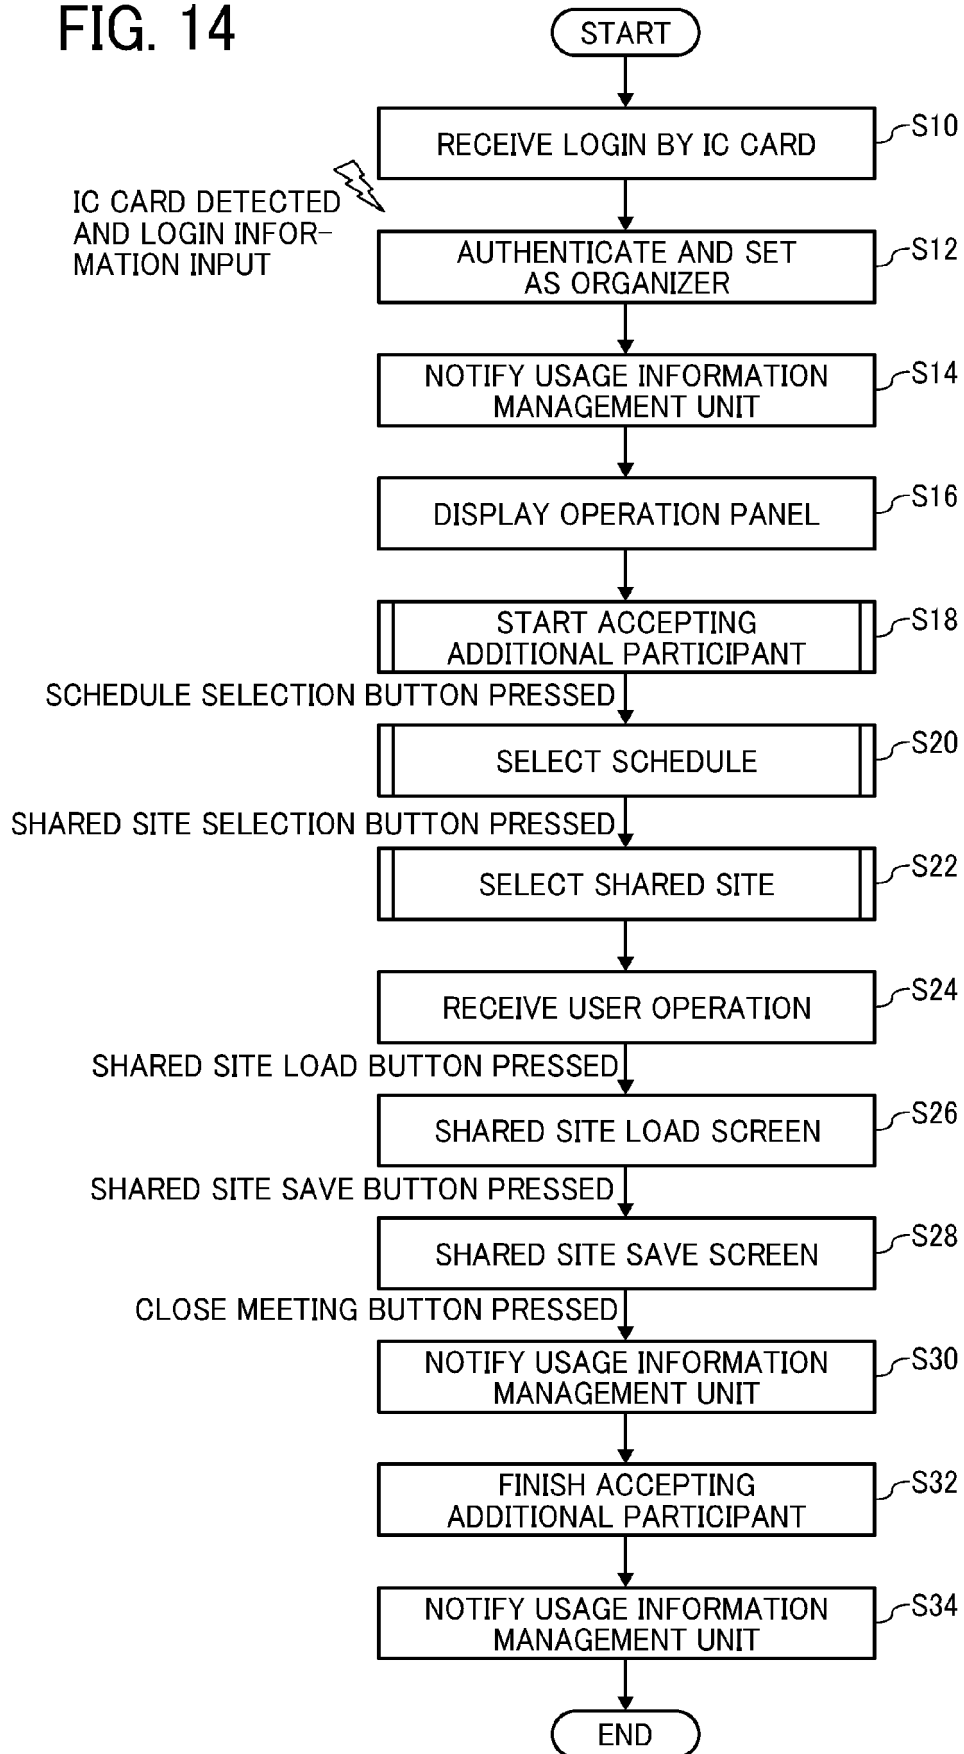 FIG. 14
START
RECEIVE LOGIN BY IC CARD
S10
IC CARD DETECTED
AND LOGIN INFOR-
MATION INPUT
AUTHENTICATE AND SET
AS ORGANIZER
S12
NOTIFY USAGE INFORMATION
MANAGEMENT UNIT
S14
DISPLAY OPERATION PANEL
S16
START ACCEPTING
ADDITIONAL PARTICIPANT
S18
SCHEDULE SELECTION BUTTON PRESSED
SELECT SCHEDULE
S20
SHARED SITE SELECTION BUTTON PRESSED
SELECT SHARED SITE
S22
RECEIVE USER OPERATION
S24
SHARED SITE LOAD BUTTON PRESSED
SHARED SITE LOAD SCREEN
S26
SHARED SITE SAVE BUTTON PRESSED
SHARED SITE SAVE SCREEN
S28
CLOSE MEETING BUTTON PRESSED
NOTIFY USAGE INFORMATION
MANAGEMENT UNIT
S30
FINISH ACCEPTING
ADDITIONAL PARTICIPANT
S32
NOTIFY USAGE INFORMATION
MANAGEMENT UNIT
S34
END